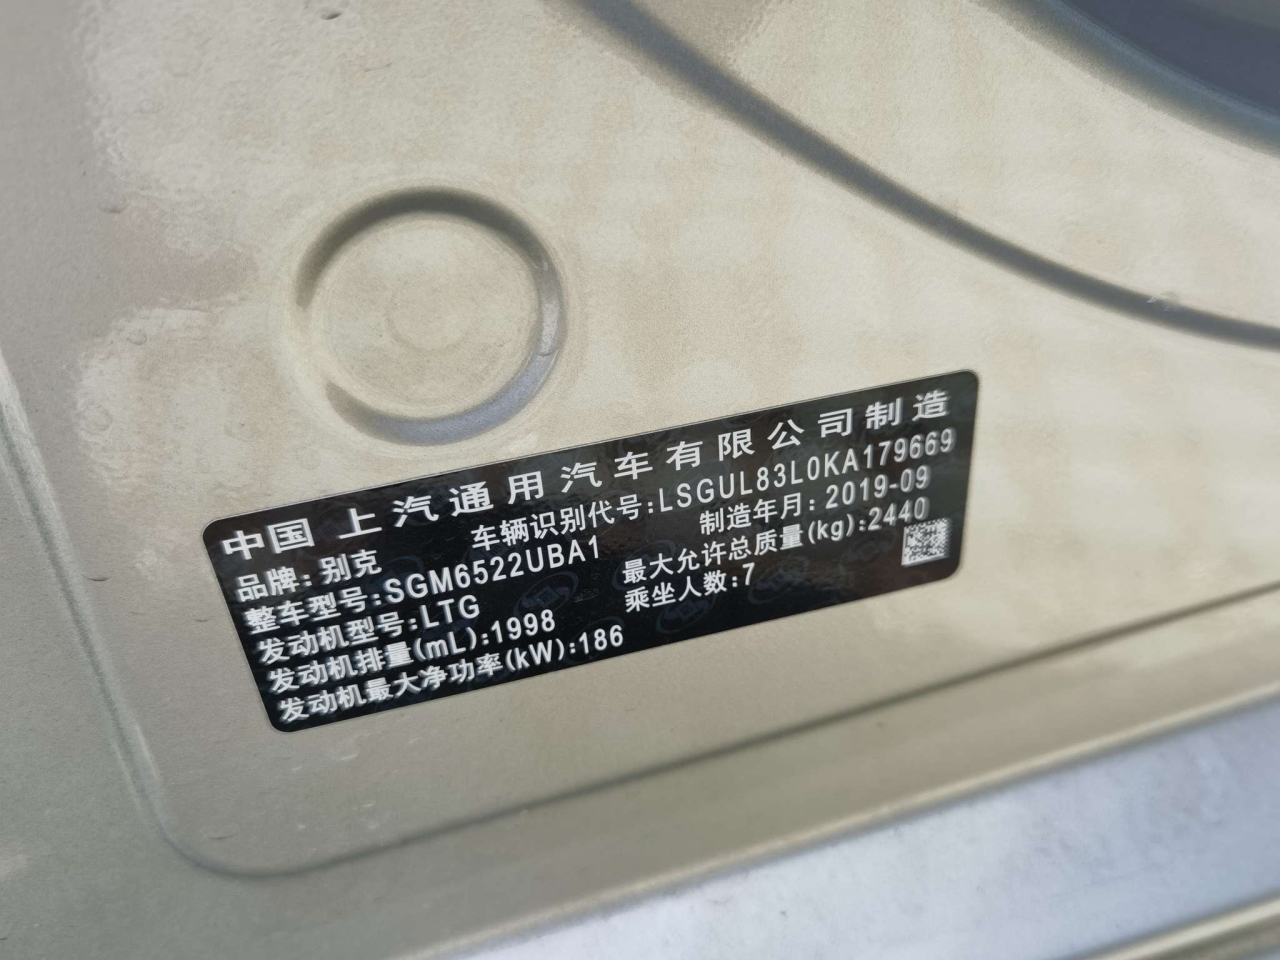 中国 上汽通用汽车有限公司制造
品牌:别克 车辆识别代号:LSGUL83L0KA179669
整车型号:SGM6522UBA1 制造年月:2019-09
发动机型号:LTG 最大允许总质量(kg):2440
发动机排量(mL):1998 乘坐人数:7
发动机最大净功率(kW):186